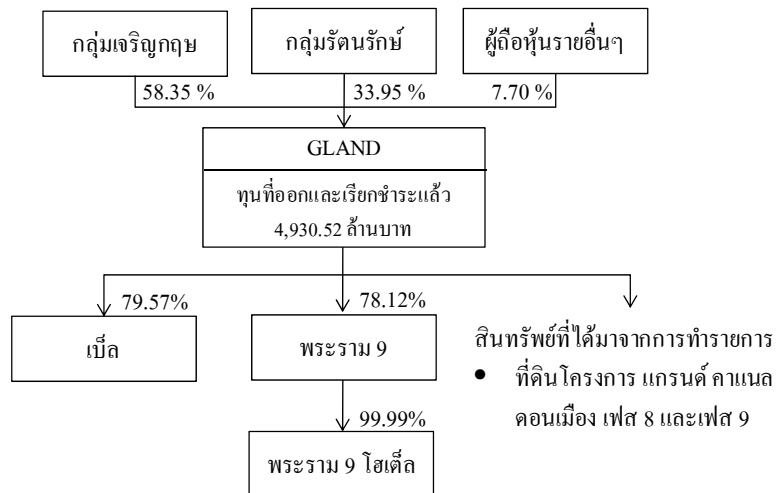 กลุ่มเจริญกฤษ
กลุ่มรัตนรักษ์
ผู้ถือหุ้นรายอื่นๆ
58.35 %
33.95 %
7.70 %
GLAND
ทุนที่ออกและเรียกชำระแล้ว
4,930.52 ล้านบาท
79.57%
78.12%
เบ็ล
พระราม 9
สินทรัพย์ที่ได้มาจากการทำรายการ
• ที่ดินโครงการ แกรนด์ คาแนล
ดอนเมือง เฟส 8 และเฟส 9
99.99%
พระราม 9 โฮเต็ล